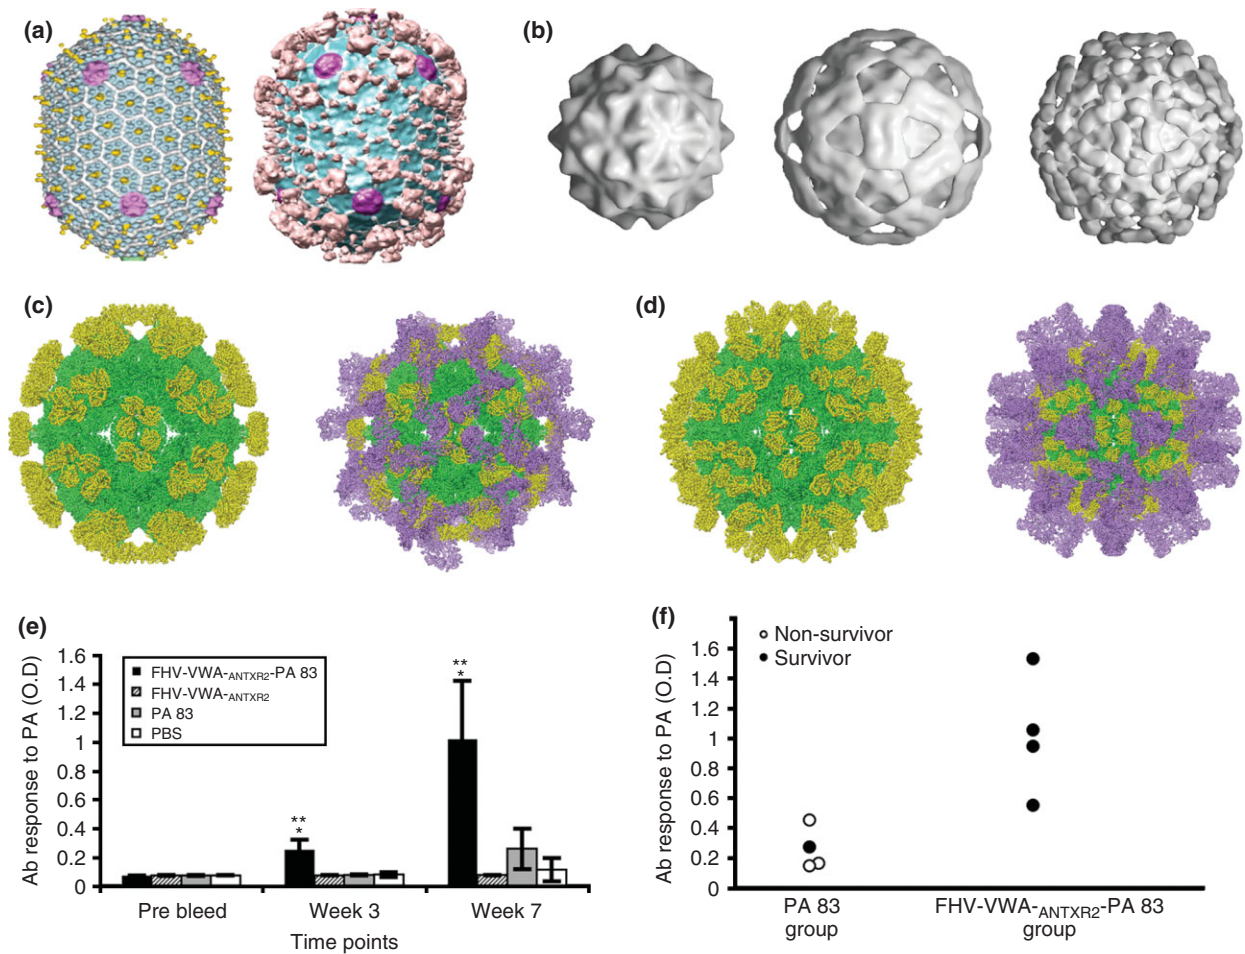 (a)
(b)
(c)
(d)
(e)
Ab response to PA (O.D)
1.6
1.4
1.2
1
0.8
0.6
0.4
0.2
0
FHV-VWA-ANTXR2-PA 83
FHV-VWA-ANTXR2
PA 83
PBS
**
*
**
*
Pre bleed
Week 3
Week 7
Time points
(f)
Ab response to PA (O.D)
1.6
1.4
1.2
1
0.8
0.6
0.4
0.2
0
Non-survivor
Survivor
PA 83
group
FHV-VWA-ANTXR2-PA 83
group